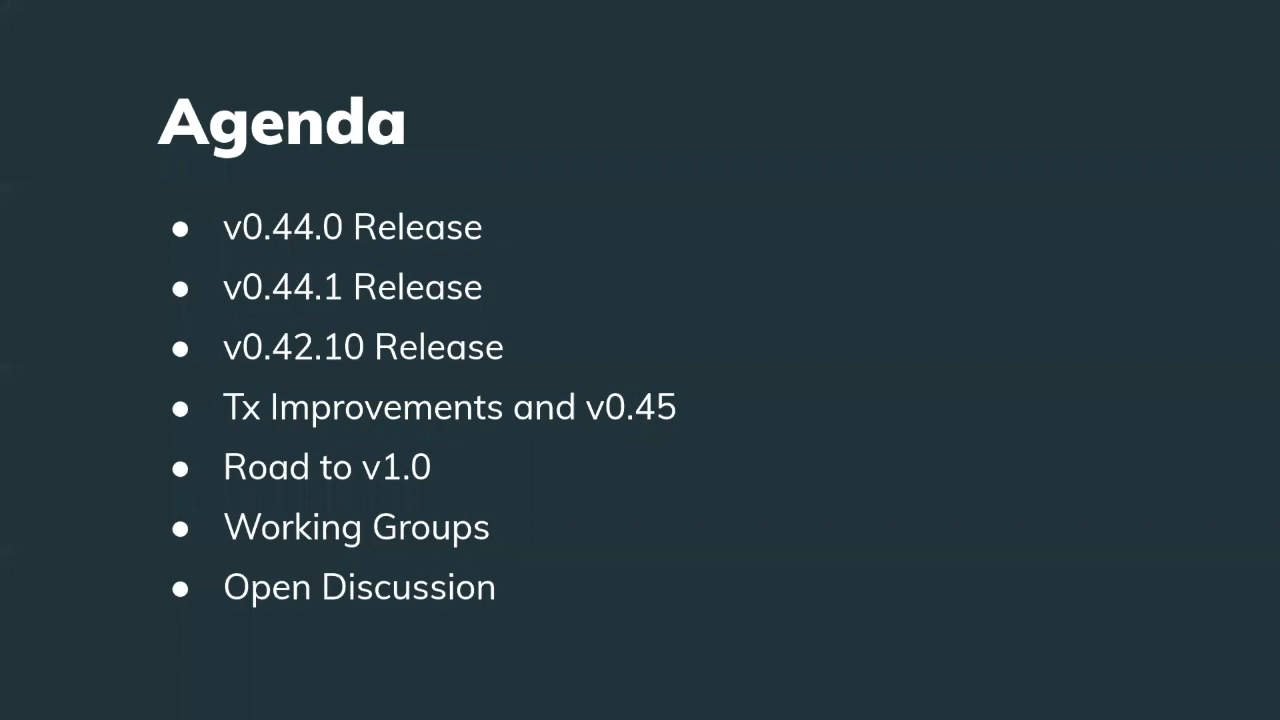 Agenda
● v0.44.0 Release
● v0.44.1 Release
● v0.42.10 Release
● Tx Improvements and v0.45
● Road to v1.0
● Working Groups
● Open Discussion